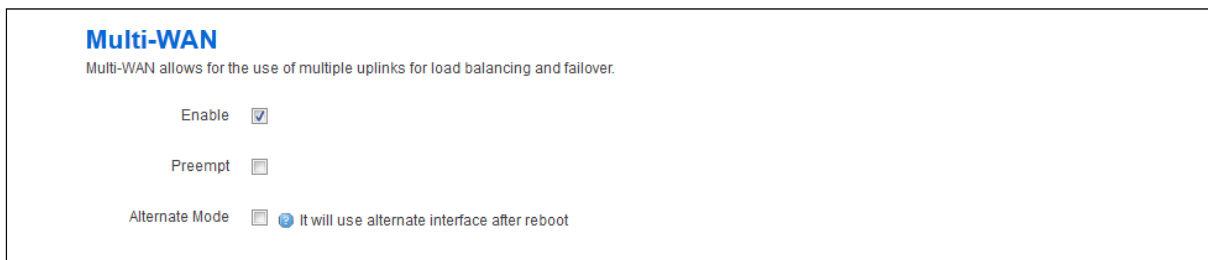 Multi-WAN
Multi-WAN allows for the use of multiple uplinks for load balancing and failover.
Enable
Preempt
Alternate Mode ? It will use alternate interface after reboot